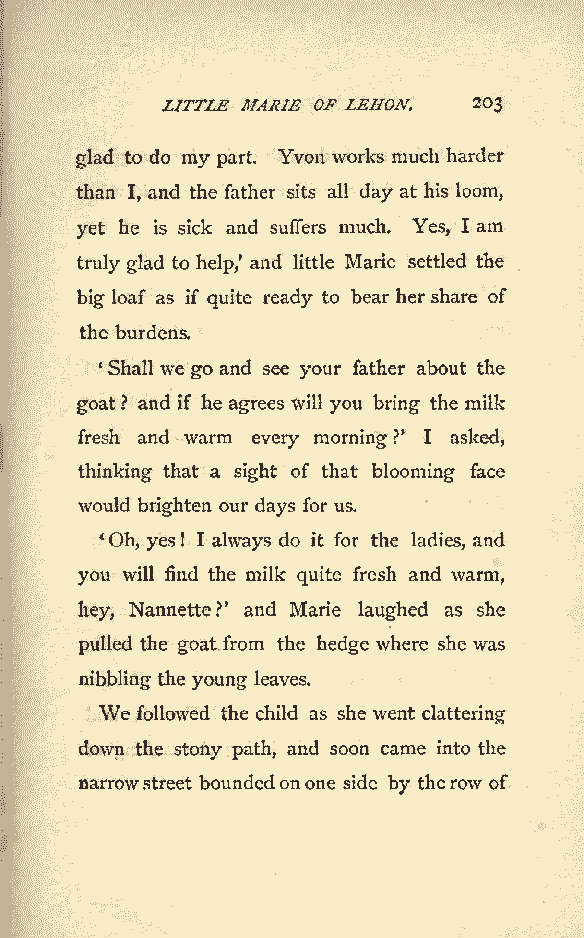 LITTLE MARIE OF LEHON. 203
glad to do my part. Yvon works much harder
than I, and the father sits all day at his loom,
yet he is sick and suffers much. Yes, I am
truly glad to help,' and little Marie settled the
big loaf as if quite ready to bear her share of
the burdens.
'Shall we go and see your father about the
goat? and if he agrees will you bring the milk
fresh and warm every morning?' I asked,
thinking that a sight of that blooming face
would brighten our days for us.
'Oh, yes! I always do it for the ladies, and
you will find the milk quite fresh and warm,
hey, Nannette?' and Marie laughed as she
pulled the goat from the hedge where she was
nibbling the young leaves.
We followed the child as she went clattering
down the stony path, and soon came into the
narrow street bounded on one side by the row of